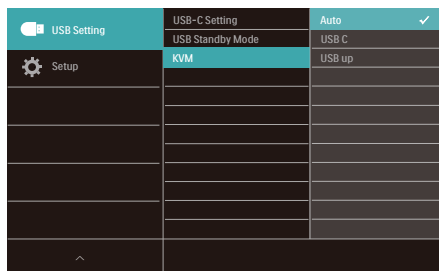 USB Setting
Setup
USB-C Setting
USB Standby Mode
KVM
Auto
USB C
USB up